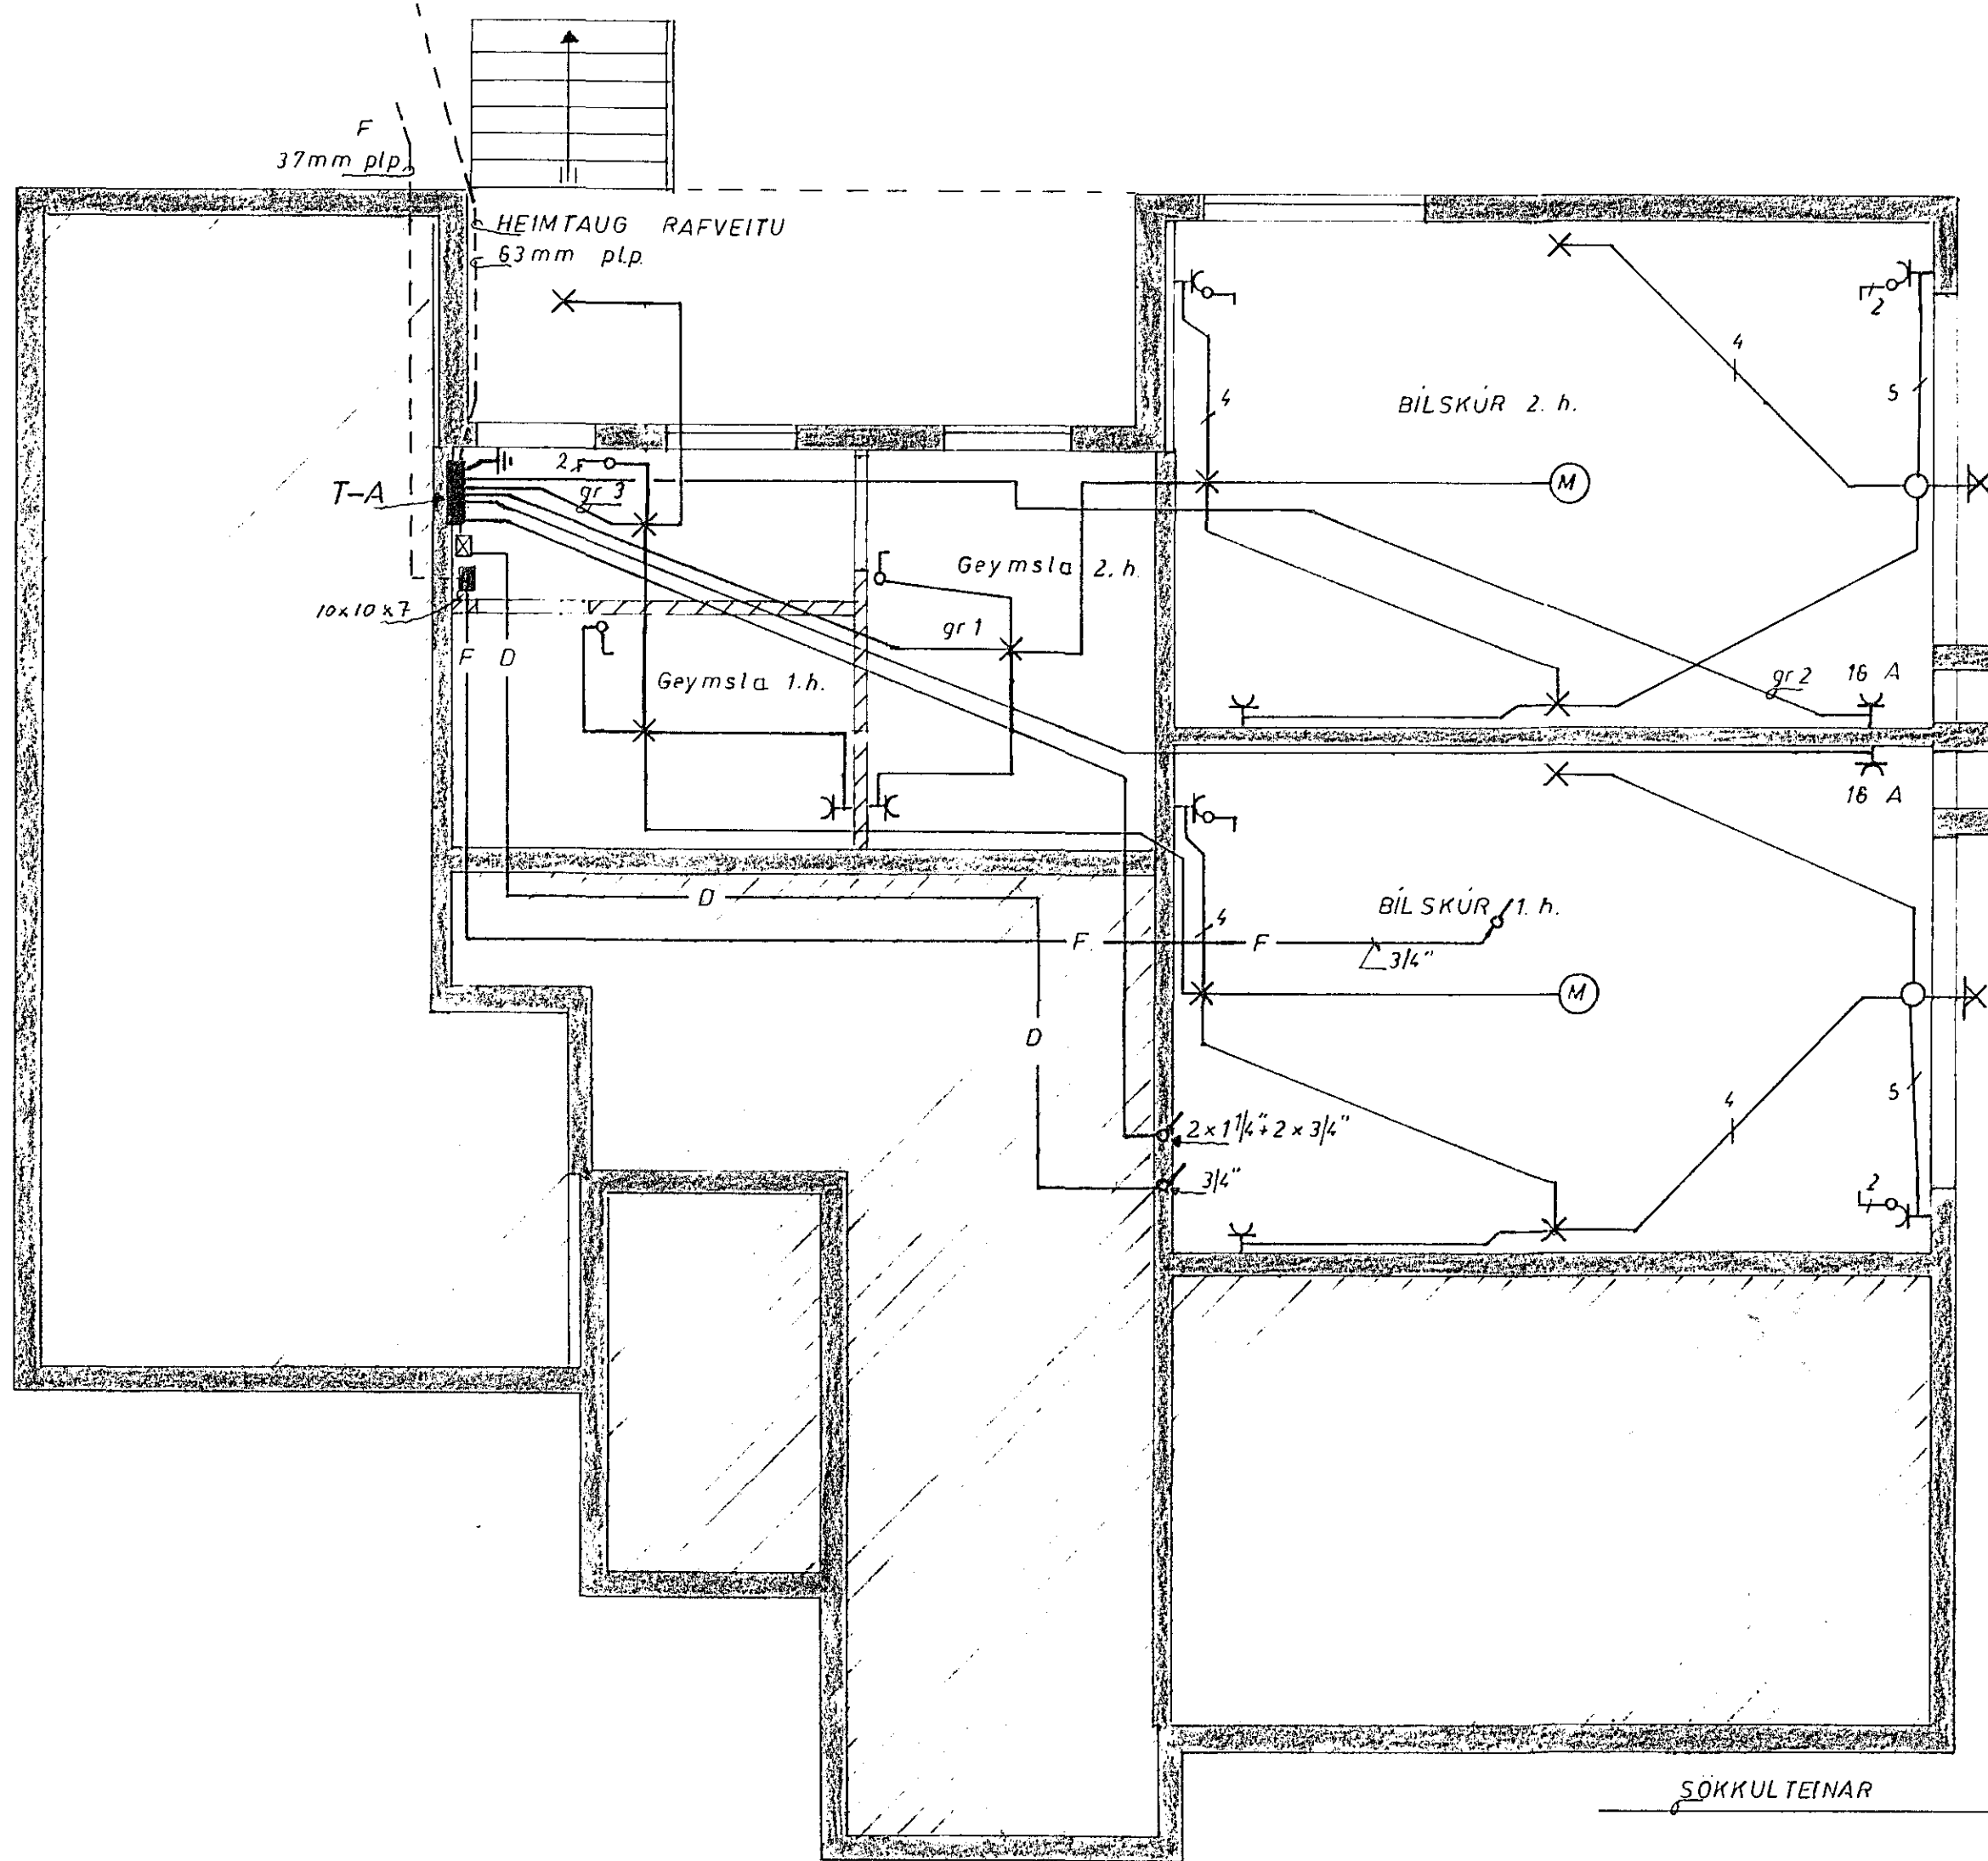 F
37mm plp.
HEIMTAUG RAFVEITU
63mm plp.
2
4
5
2
BÍLSKÚR 2. h.
4
T-A
gr 3
M
Geymsla 2. h.
10x10x7
gr 1
F D
Geymsla 1.h.
gr 2 16 A
16 A
D
4
BÍLSKÚR 1. h.
F
F
3/4"
M
D
5
4
2x1 1/4"+2x3/4"
3/4"
2
SÖKKULTEINAR